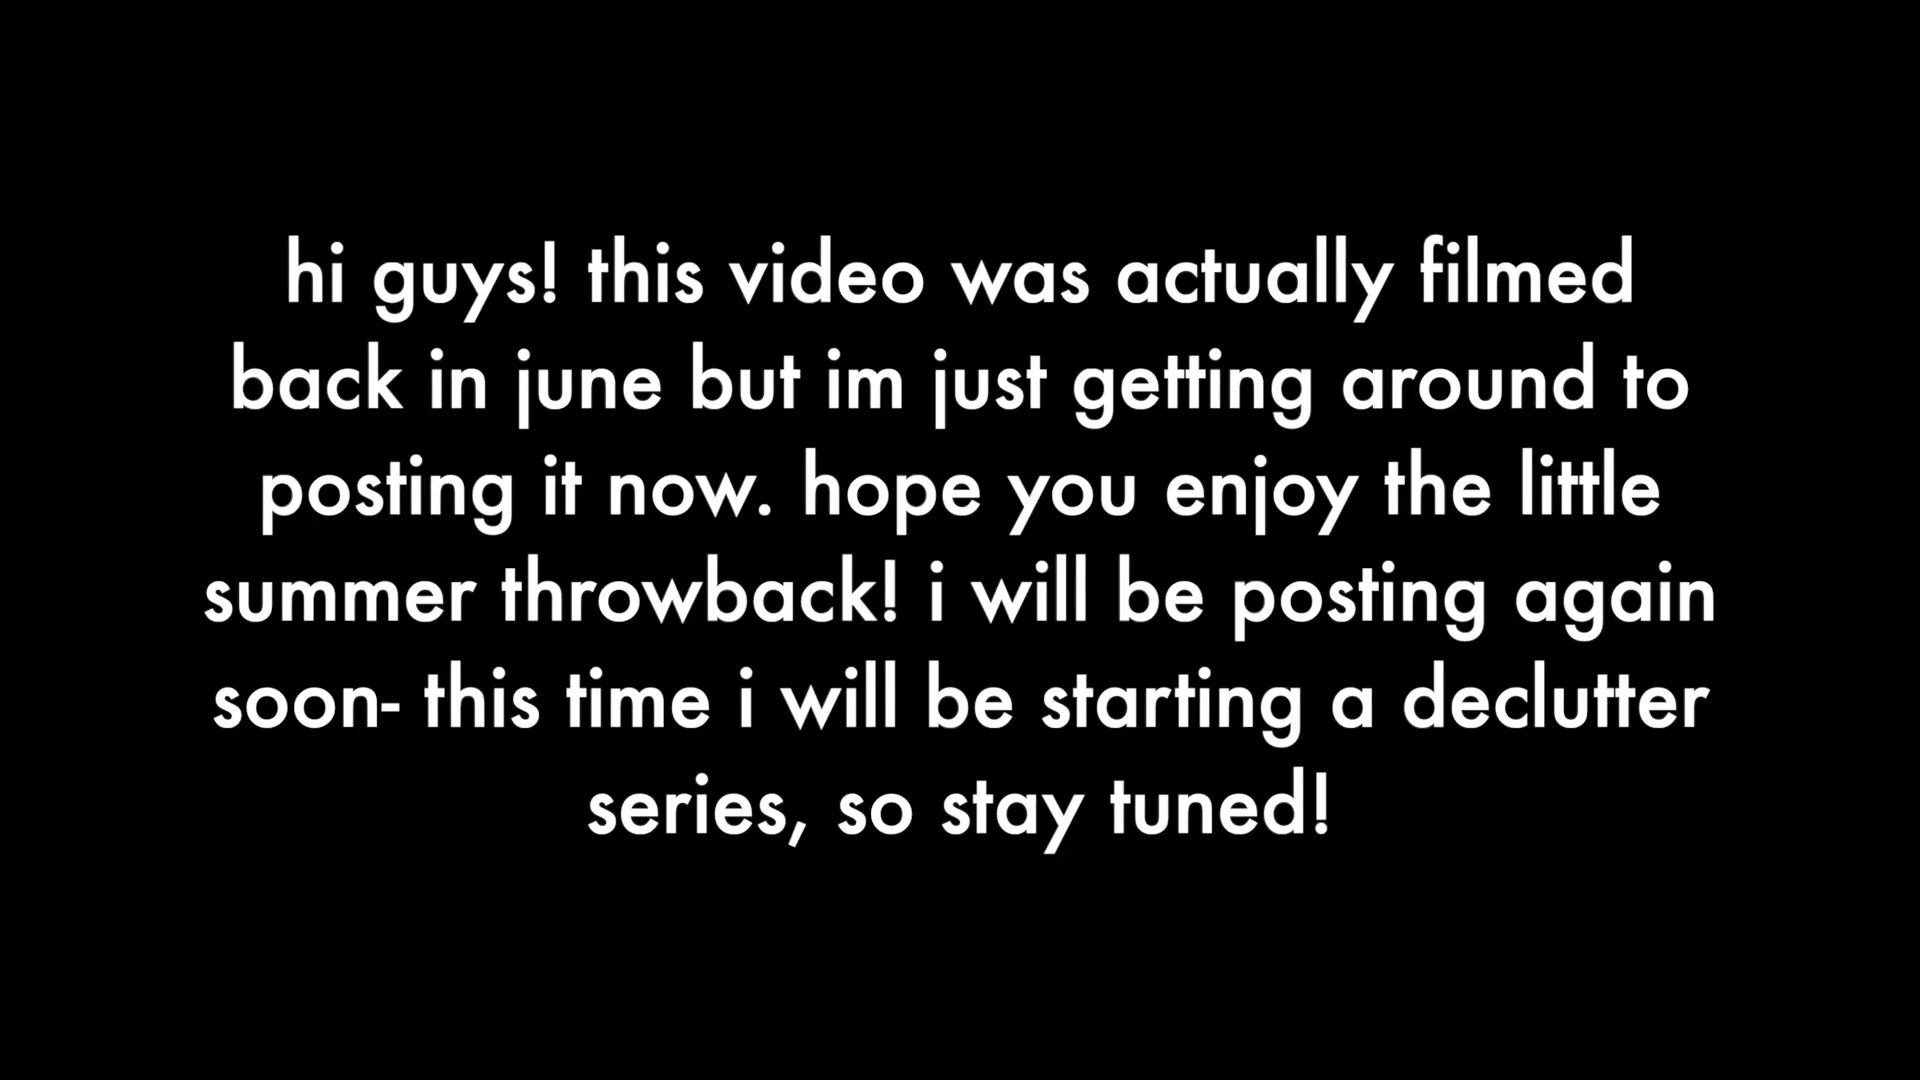 hi guys! this video was actually filmed
back in june but im just getting around to
posting it now. hope you enjoy the little
summer throwback! i will be posting again
soon- this time i will be starting a declutter
series, so stay tuned!